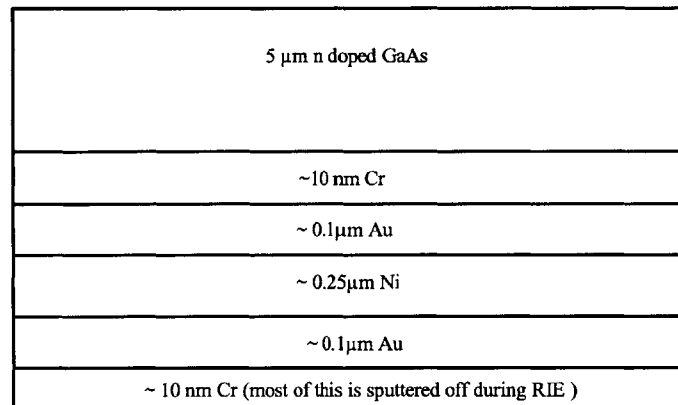 5 μm n doped GaAs
~10 nm Cr
~ 0.1μm Au
~ 0.25μm Ni
~ 0.1μm Au
~ 10 nm Cr (most of this is sputtered off during RIE )